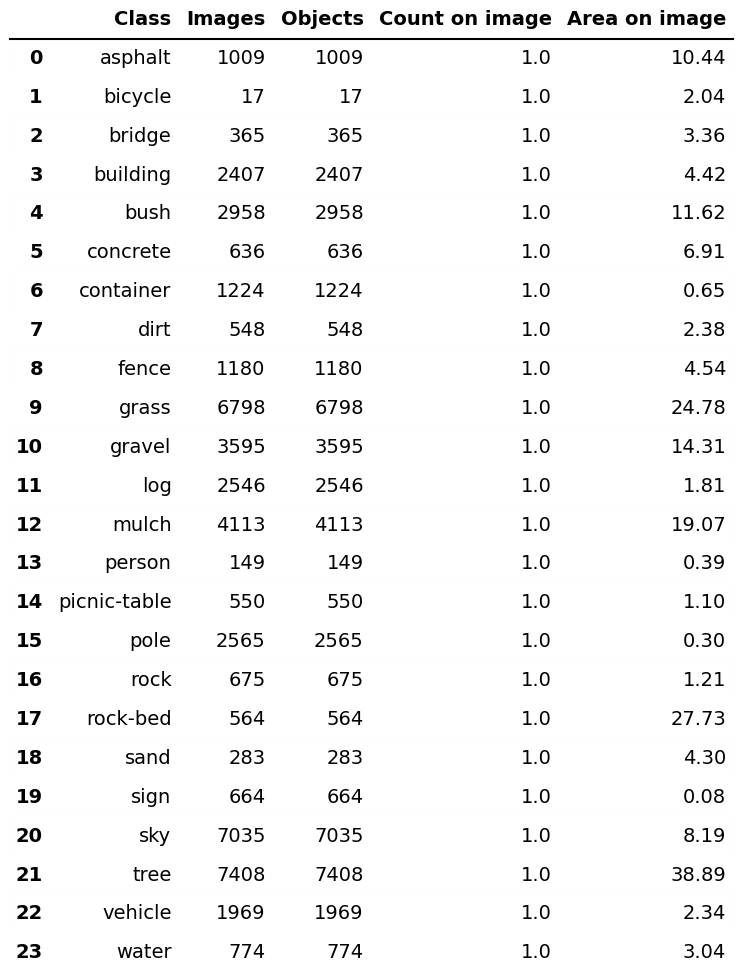 Class Images Objects Count on image Area on image
0 asphalt 1009 1009 1.0 10.44
1 bicycle 17 17 1.0 2.04
2 bridge 365 365 1.0 3.36
3 building 2407 2407 1.0 4.42
4 bush 2958 2958 1.0 11.62
5 concrete 636 636 1.0 6.91
6 container 1224 1224 1.0 0.65
7 dirt 548 548 1.0 2.38
8 fence 1180 1180 1.0 4.54
9 grass 6798 6798 1.0 24.78
10 gravel 3595 3595 1.0 14.31
11 log 2546 2546 1.0 1.81
12 mulch 4113 4113 1.0 19.07
13 person 149 149 1.0 0.39
14 picnic-table 550 550 1.0 1.10
15 pole 2565 2565 1.0 0.30
16 rock 675 675 1.0 1.21
17 rock-bed 564 564 1.0 27.73
18 sand 283 283 1.0 4.30
19 sign 664 664 1.0 0.08
20 sky 7035 7035 1.0 8.19
21 tree 7408 7408 1.0 38.89
22 vehicle 1969 1969 1.0 2.34
23 water 774 774 1.0 3.04